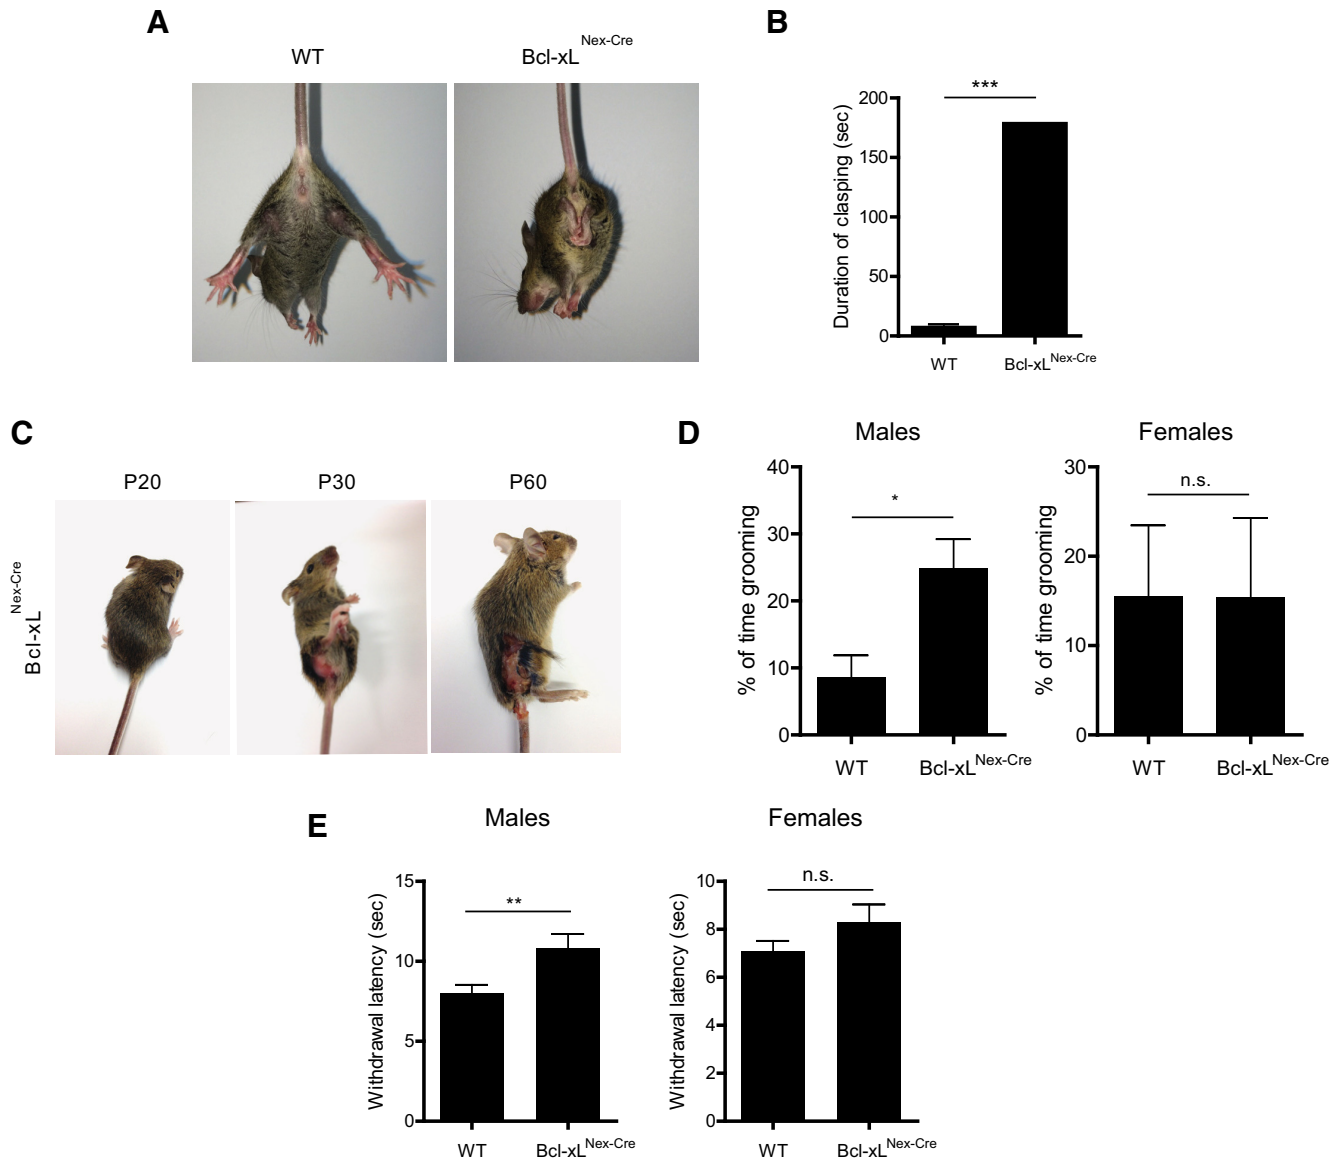 A
WT
Bcl-xL Nex-Cre
B
***
200
150
100
50
0
Duration of clasping (sec)
WT
Bcl-xL Nex-Cre
C
P20
P30
P60
Bcl-xL Nex-Cre
D
Males
40
30
20
10
0
% of time grooming
*
WT
Bcl-xL Nex-Cre
Females
30
20
10
0
% of time grooming
n.s.
WT
Bcl-xL Nex-Cre
E
Males
15
10
5
0
Withdrawal latency (sec)
**
WT
Bcl-xL Nex-Cre
Females
10
8
6
4
2
0
Withdrawal latency (sec)
n.s.
WT
Bcl-xL Nex-Cre